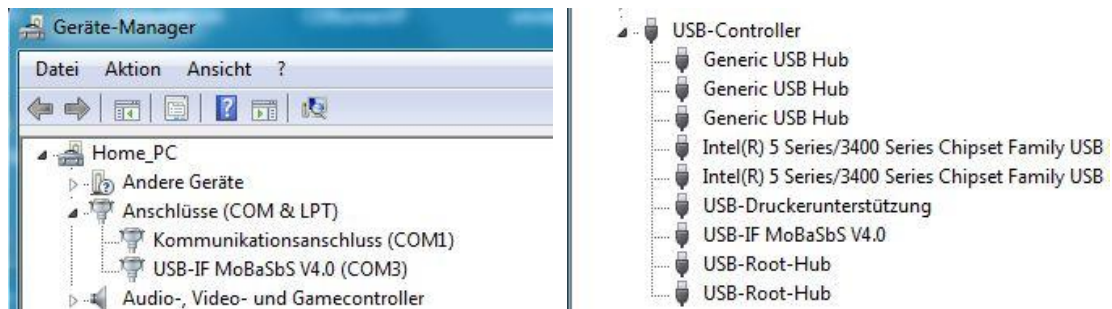 Geräte-Manager
Datei Aktion Ansicht ?
Home_PC
Andere Geräte
Anschlüsse (COM & LPT)
Kommunikationsanschluss (COM1)
USB-IF MoBaSbS V4.0 (COM3)
Audio-, Video- und Gamecontroller
USB-Controller
Generic USB Hub
Generic USB Hub
Generic USB Hub
Intel(R) 5 Series/3400 Series Chipset Family USB
Intel(R) 5 Series/3400 Series Chipset Family USB
USB-Druckerunterstützung
USB-IF MoBaSbS V4.0
USB-Root-Hub
USB-Root-Hub